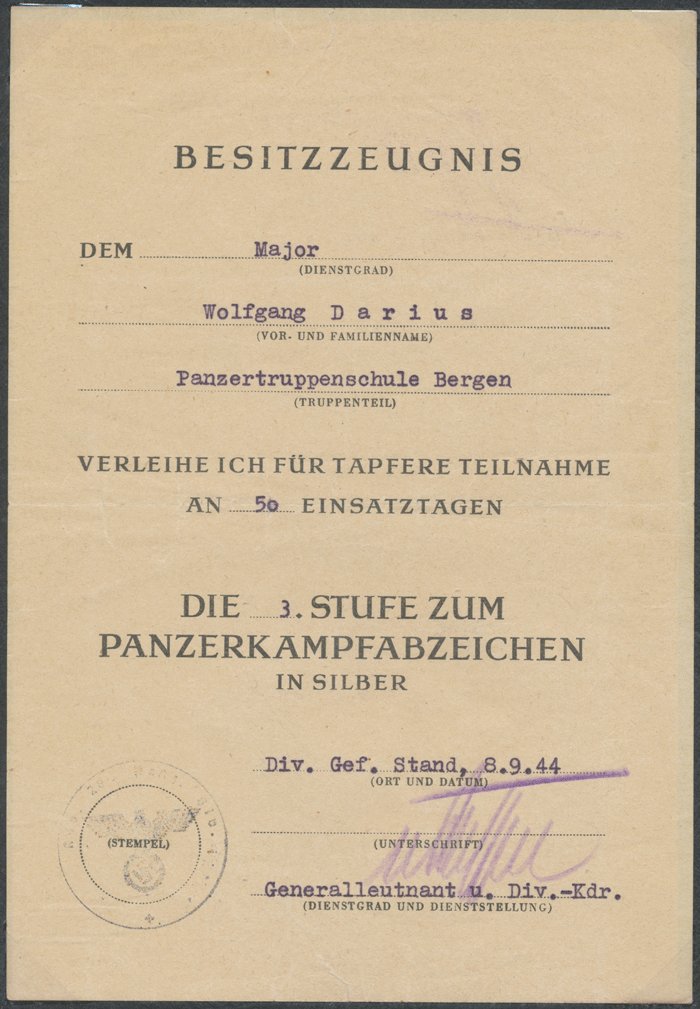 BESITZZEUGNIS
DEM Major
(DIENSTGRAD)
Wolfgang Darius
(VOR- UND FAMILIENNAME)
Panzertruppenschule Bergen
(TRUPPENTEIL)
VERLEIHE ICH FÜR TAPFERE TEILNAHME
AN 50 EINSATZTAGEN
DIE 3. STUFE ZUM
PANZERKAMPFABZEICHEN
IN SILBER
Div. Gef. Stand, 8.9.44
(ORT UND DATUM)
(STEMPEL)
(UNTERSCHRIFT)
Generalleutnant u. Div.-Kdr.
(DIENSTGRAD UND DIENSTSTELLUNG)